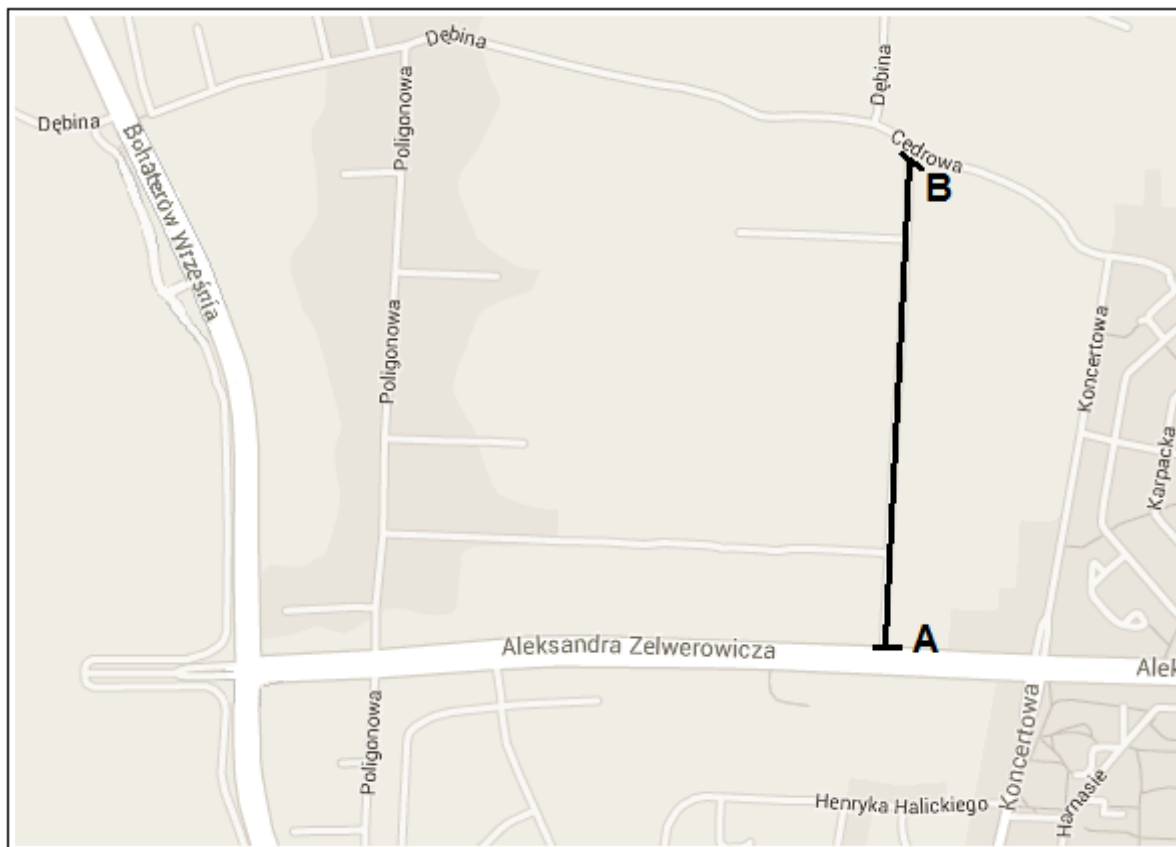 Dębina
Dębina
Dębina
Bohaterów Września
Poligonowa
Cedrowa
B
Poligonowa
Koncertowa
Karpacka
A
Aleksandra Zelwerowicza
Alek
Poligonowa
Koncertowa
Henryka Halickiego
Harnasie